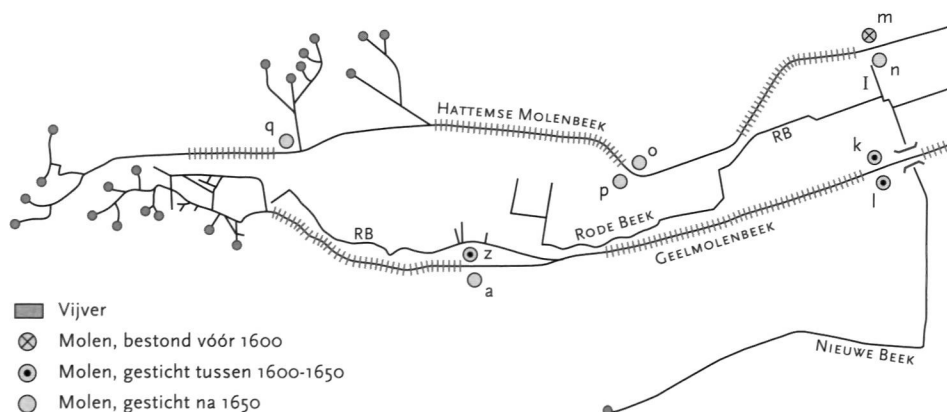 m
n
I
HATTEMSE MOLENBEEK
q
o
p
RB
k
l
RODE BEEK
RB
GEELMOLENBEEK
z
a
NIEUWE BEEK
Vijver
Molen, bestond vóór 1600
Molen, gesticht tussen 1600-1650
Molen, gesticht na 1650